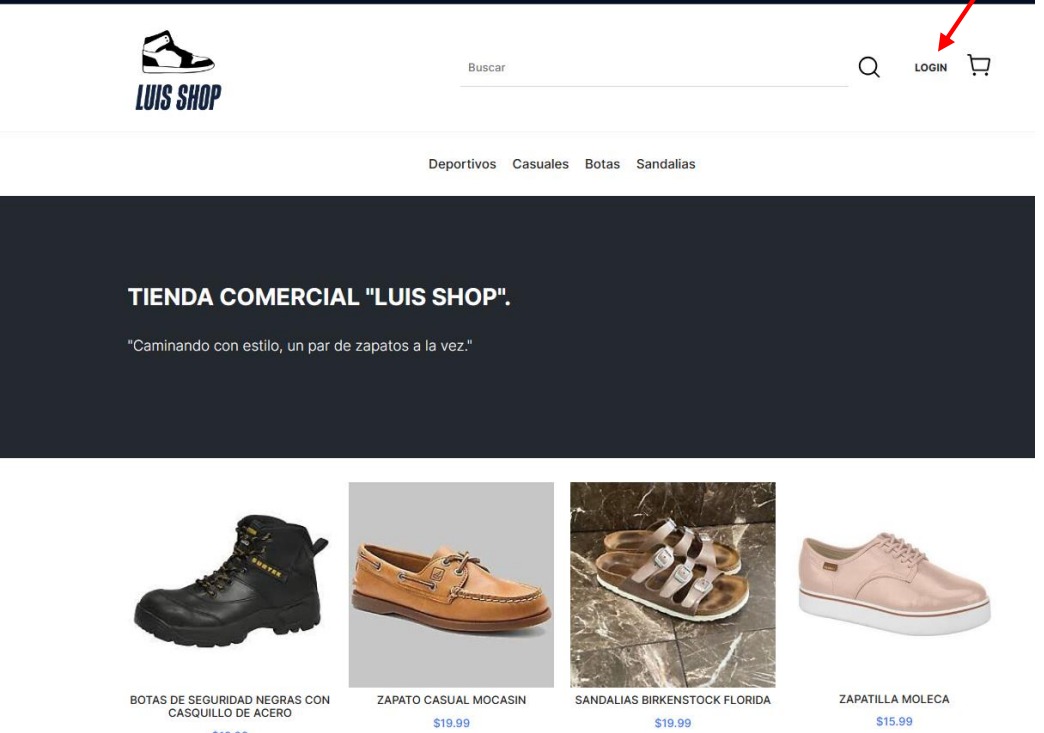 LUIS SHOP
Buscar
LOGIN
Deportivos Casuales Botas Sandalias
TIENDA COMERCIAL "LUIS SHOP".
"Caminando con estilo, un par de zapatos a la vez."
SURTEK
BOTAS DE SEGURIDAD NEGRAS CON
CASQUILLO DE ACERO
ZAPATO CASUAL MOCASIN
$19.99
SANDALIAS BIRKENSTOCK FLORIDA
$19.99
ZAPATILLA MOLECA
$15.99